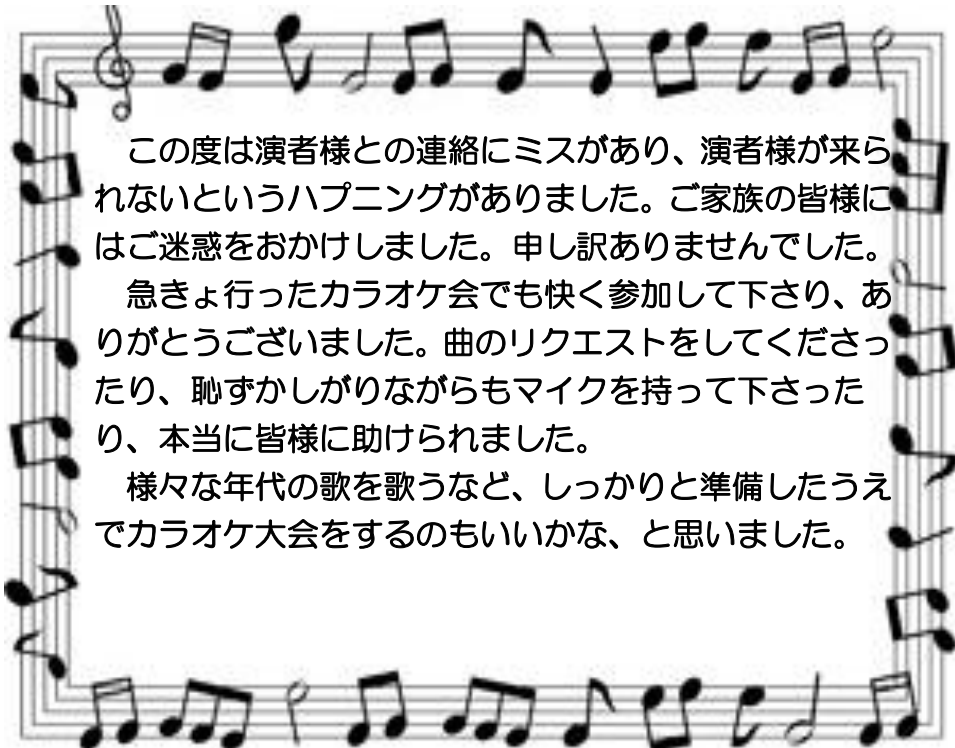 この度は演者様との連絡にミスがあり、演者様が来ら
れないというハプニングがありました。ご家族の皆様に
はご迷惑をおかけしました。申し訳ありませんでした。
　急きょ行ったカラオケ会でも快く参加して下さり、あ
りがとうございました。曲のリクエストをしてくださっ
たり、恥ずかしがりながらもマイクを持って下さった
り、本当に皆様に助けられました。
　様々な年代の歌を歌うなど、しっかりと準備したうえ
でカラオケ大会をするのもいいかな、と思いました。